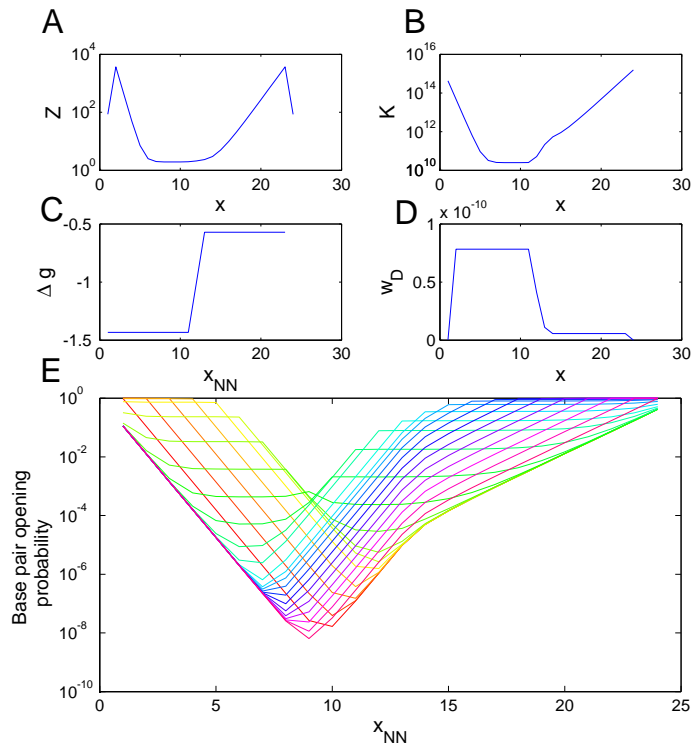 A
B
10^4
10^2
10^0
Z
0 10 20 30
x
10^16
10^14
10^12
10^10
10^10
K
0 10 20 30
x
C
D
-0.5
-1
-1.5
Δ g
0 10 20 30
x_NN
x 10^-10
1
0.5
0
w_D
0 10 20 30
x
E
10^0
10^-2
10^-4
10^-6
10^-8
10^-10
Base pair opening
probability
0 5 10 15 20 25
x_NN